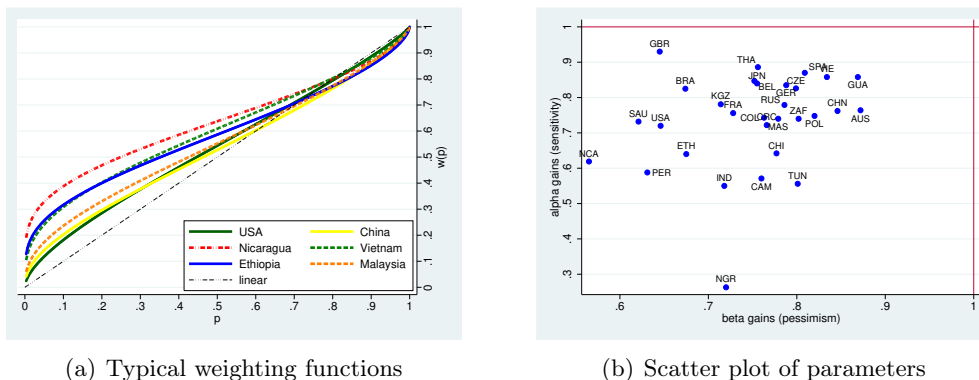 0 .1 .2 .3 .4 .5 .6 .7 .8 .9 1
w(p)
USA China
Nicaragua Vietnam
Ethiopia Malaysia
linear
0 .1 .2 .3 .4 .5 .6 .7 .8 .9 1
p
(a) Typical weighting functions
alpha gains (sensitivity)
.3 .4 .5 .6 .7 .8 .9 1
GBR
THA
SPA VIE
JPN
BEL
CZE
GUA
BRA
GER
KGZ
FRA
RUS
CHN
COL
GRC
ZAF
AUS
SAU
USA
MAS
POL
ETH
CHI
NCA
PER
IND
CAM
TUN
NGR
.6 .7 .8 .9 1
beta gains (pessimism)
(b) Scatter plot of parameters